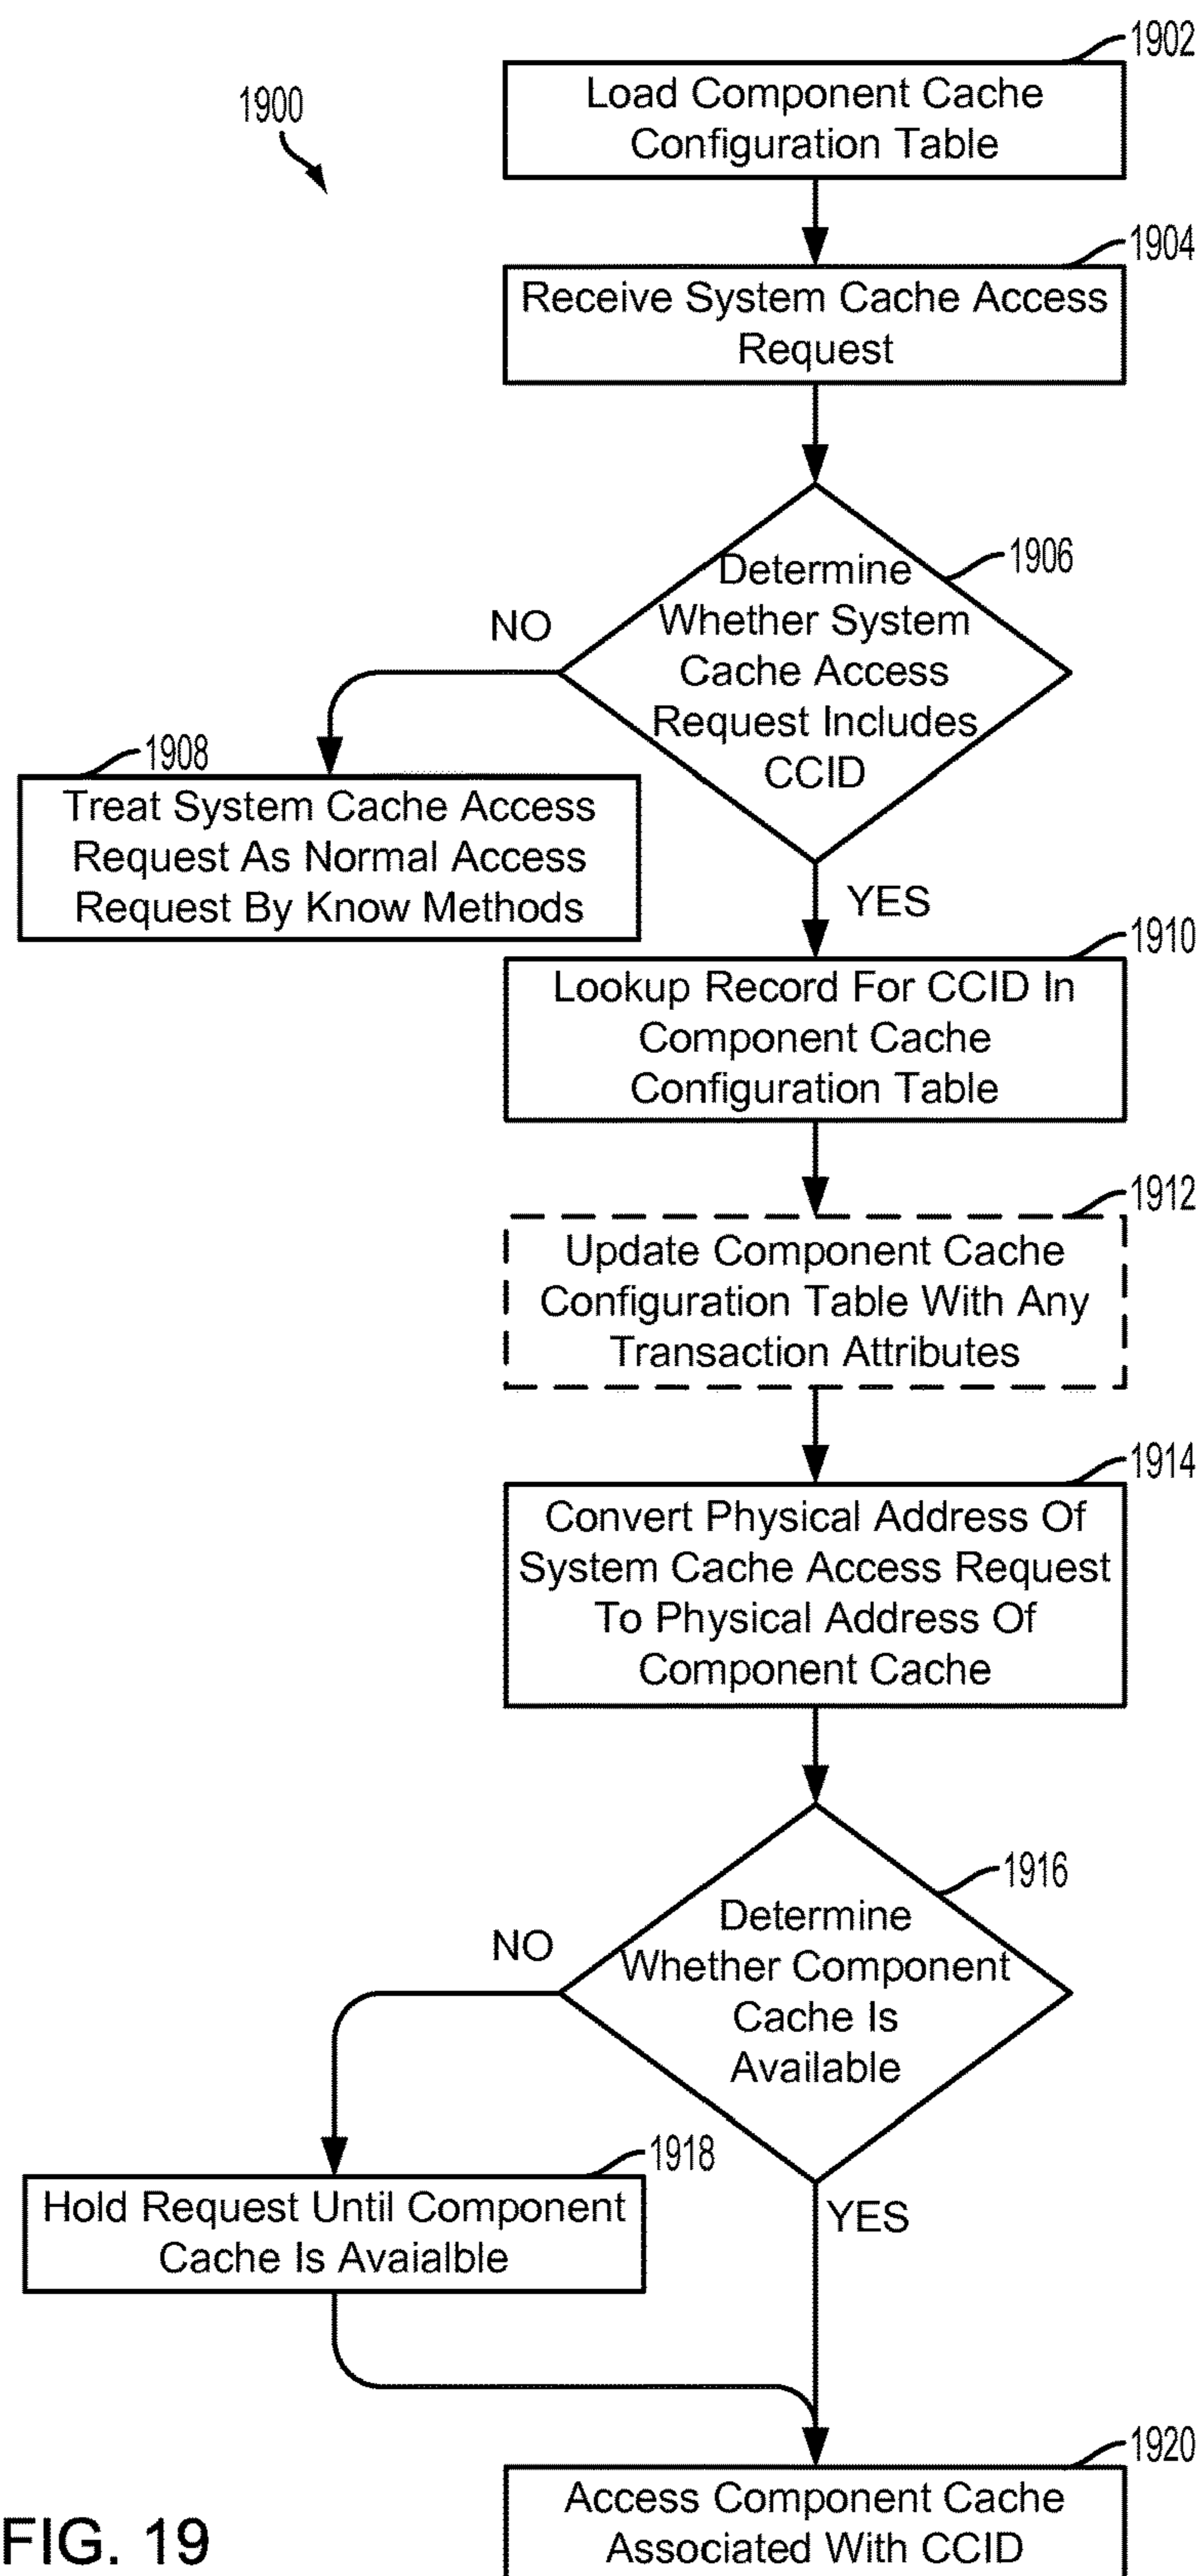 1902
1900
Load Component Cache
Configuration Table
1904
Receive System Cache Access
Request
1906
Determine
Whether System
Cache Access
Request Includes
CCID
NO
1908
Treat System Cache Access
Request As Normal Access
Request By Know Methods
YES
1910
Lookup Record For CCID In
Component Cache
Configuration Table
1912
Update Component Cache
Configuration Table With Any
Transaction Attributes
1914
Convert Physical Address Of
System Cache Access Request
To Physical Address Of
Component Cache
1916
Determine
Whether Component
Cache Is
Available
NO
1918
Hold Request Until Component
Cache Is Avaialble
YES
1920
Access Component Cache
Associated With CCID
FIG. 19